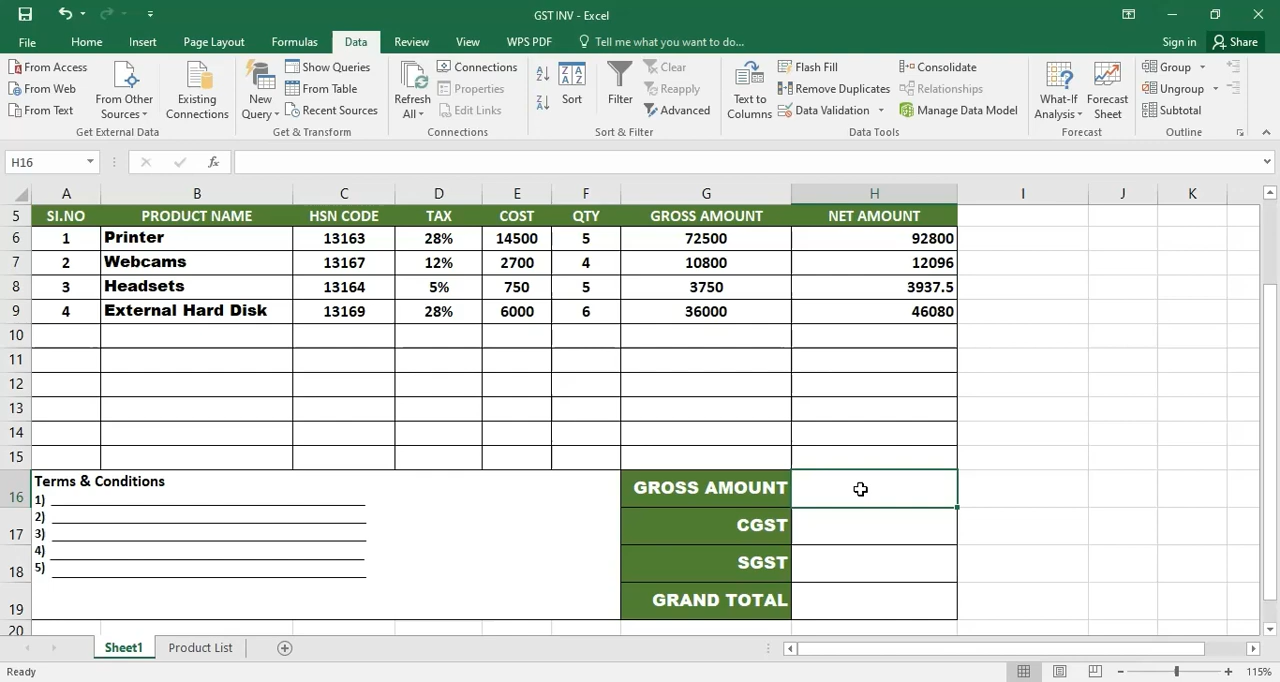 GST INV - Excel
File Home Insert Page Layout Formulas Data Review View WPS PDF Tell me what you want to do... Sign in Share
From Access
From Web
From Text
From Other Sources
Existing Connections
Get External Data
New Query
Show Queries
From Table
Recent Sources
Get & Transform
Refresh All
Connections
Properties
Edit Links
Connections
Sort
Filter
Clear
Reapply
Advanced
Sort & Filter
Text to Columns
Flash Fill
Remove Duplicates
Data Validation
Consolidate
Relationships
Manage Data Model
Data Tools
What-If Analysis
Forecast Sheet
Forecast
Group
Ungroup
Subtotal
Outline
H16 fx
A B C D E F G H I J K
5 SI.NO PRODUCT NAME HSN CODE TAX COST QTY GROSS AMOUNT NET AMOUNT
6 1 Printer 13163 28% 14500 5 72500 92800
7 2 Webcams 13167 12% 2700 4 10800 12096
8 3 Headsets 13164 5% 750 5 3750 3937.5
9 4 External Hard Disk 13169 28% 6000 6 36000 46080
10
11
12
13
14
15
Terms & Conditions
16 GROSS AMOUNT
1)
2)
17 CGST
3)
4)
18 SGST
5)
19 GRAND TOTAL
20
Sheet1 Product List
Ready 115%